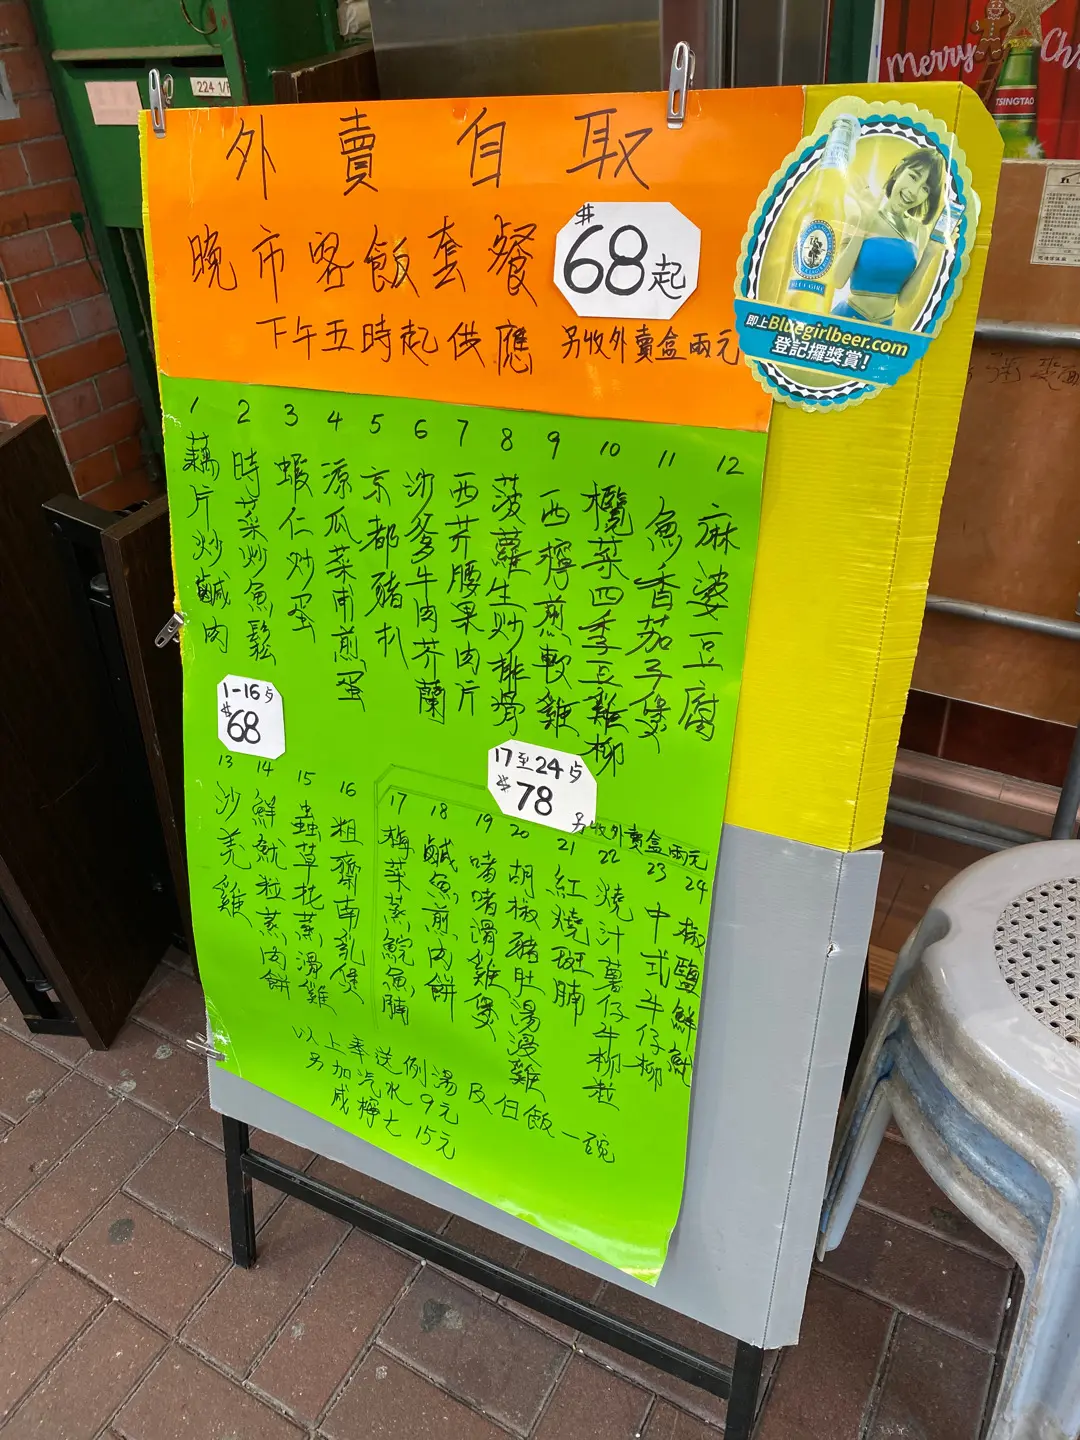 224 1/F
Merry Ch
TSINGTAO
外賣自取
晚市客飯套餐
$68起
下午五時起供應
另收外賣盒兩元
即上Bluegirlbeer.com
登記攞獎賞!
1 藕片炒鹹肉
2 時菜炒魚鬆
3 蝦仁炒蛋
4 凉瓜菜甫煎蛋
5 京都豬扒
6 沙爹牛肉芥蘭
7 西芹腰果肉片
8 菠蘿生炒排骨
9 西檸煎軟雞
10 欖菜四季豆雞柳
11 魚香茄子煲
12 麻婆豆腐
1-16号
$68
17至24号
$78
另收外賣盒兩元
13 沙羌雞
14 鮮魷粒蒸肉餅
15 蟲草花蒸滑雞
16 粗齋南乳煲
17 梅菜蒸鯇魚腩
18 鹹魚煎肉餅
19 啫啫滑雞煲
20 胡椒豬肚湯浸雞
21 紅燒斑腩
22 燒汁薯仔牛柳粒
23 中式牛仔柳
24 椒鹽鮮魷
以上奉送例湯及白飯一碗
另加汽水9元
咸檸七 15元